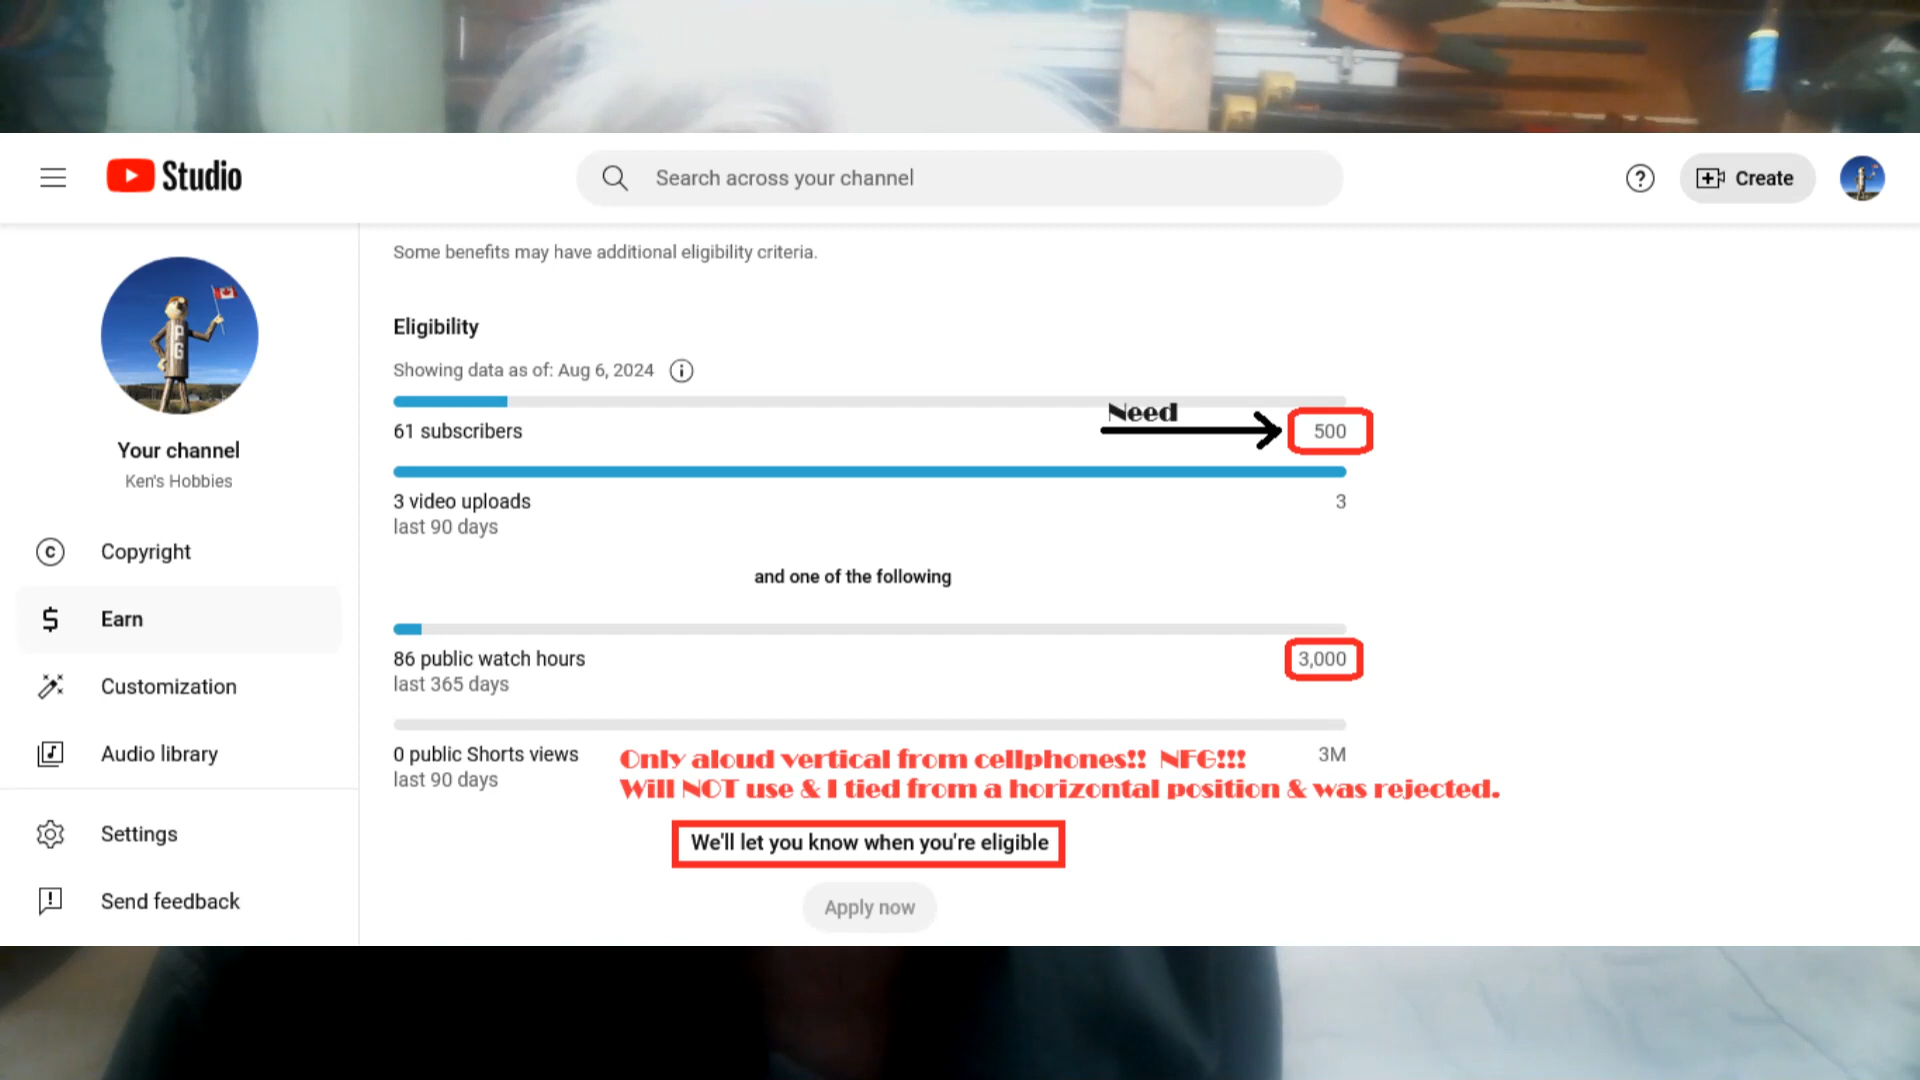 Studio
Search across your channel
Create
Some benefits may have additional eligibility criteria.
PG
Your channel
Ken's Hobbies
Copyright
Earn
Customization
Audio library
Settings
Send feedback
Eligibility
Showing data as of: Aug 6, 2024
Need
61 subscribers
500
3 video uploads
3
last 90 days
and one of the following
86 public watch hours
3,000
last 365 days
0 public Shorts views
3M
last 90 days
Only aloud vertical from cellphones!! NFG!!!
Will NOT use & I tied from a horizontal position & was rejected.
We'll let you know when you're eligible
Apply now